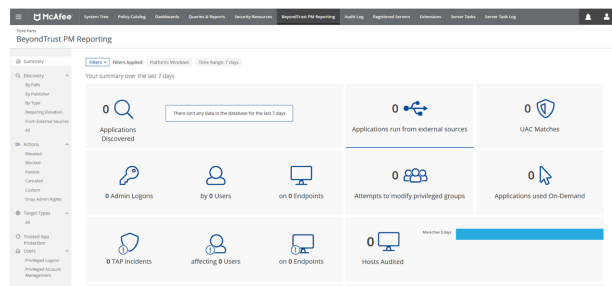 McAfee
System Tree Policy Catalog Dashboards Queries & Reports Security Resources BeyondTrust PM Reporting Audit Log Registered Servers Extensions Server Tasks Server Task Log
Third Party
BeyondTrust PM Reporting
Summary
Discovery
By Path
By Publisher
By Type
Requiring Elevation
From External Sources
All
Actions
Elevated
Blocked
Passive
Canceled
Custom
Drop Admin Rights
Target Types
All
Trusted App
Protection
Users
Privileged Logons
Privileged Account
Management
Filters Filters Applied: Platform: Windows Time Range: 7 days
Your summary over the last 7 days
0
Applications
Discovered
There isn't any data in the database for the last 7 days
0
Applications run from external sources
0
UAC Matches
0 Admin Logons
by 0 Users
on 0 Endpoints
0
Attempts to modify privileged groups
0
Applications used On-Demand
0 TAP incidents
affecting 0 Users
on 0 Endpoints
0
Hosts Audited
More than 5 days